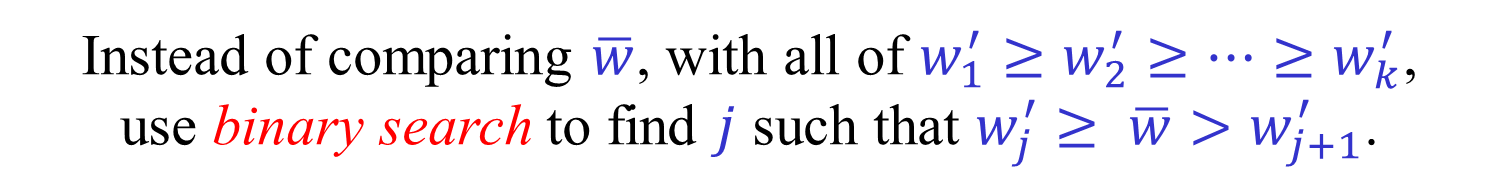 Instead of comparing w̅, with all of w′₁ ≥ w′₂ ≥ ⋯ ≥ w′ₖ,
use binary search to find j such that w′ⱼ ≥ w̅ > w′ⱼ₊₁.